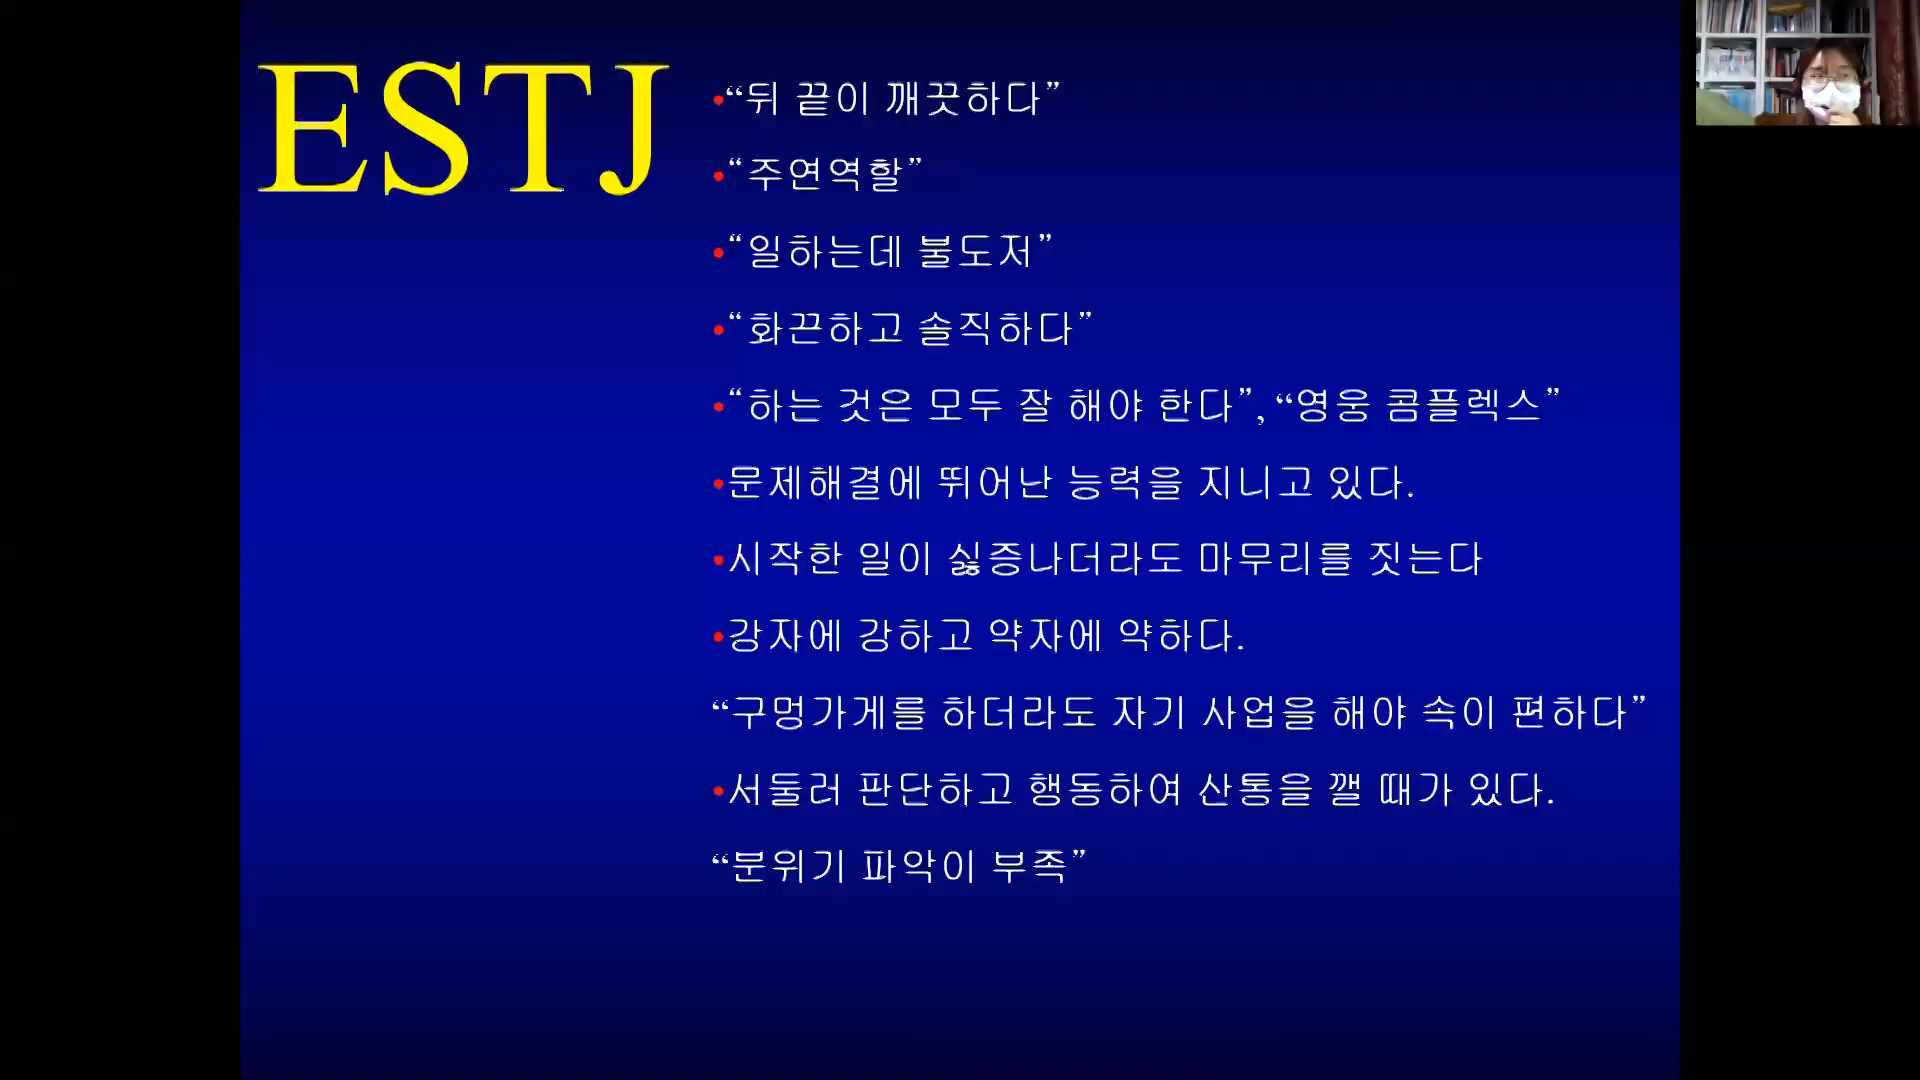 ESTJ
•“뒤 끝이 깨끗하다”
•“주연역할”
•“일하는데 불도저”
•“화끈하고 솔직하다”
•“하는 것은 모두 잘 해야 한다”, “영웅 콤플렉스”
•문제해결에 뛰어난 능력을 지니고 있다.
•시작한 일이 싫증나더라도 마무리를 짓는다
•강자에 강하고 약자에 약하다.
“구멍가게를 하더라도 자기 사업을 해야 속이 편하다”
•서둘러 판단하고 행동하여 산통을 깰 때가 있다.
“분위기 파악이 부족”